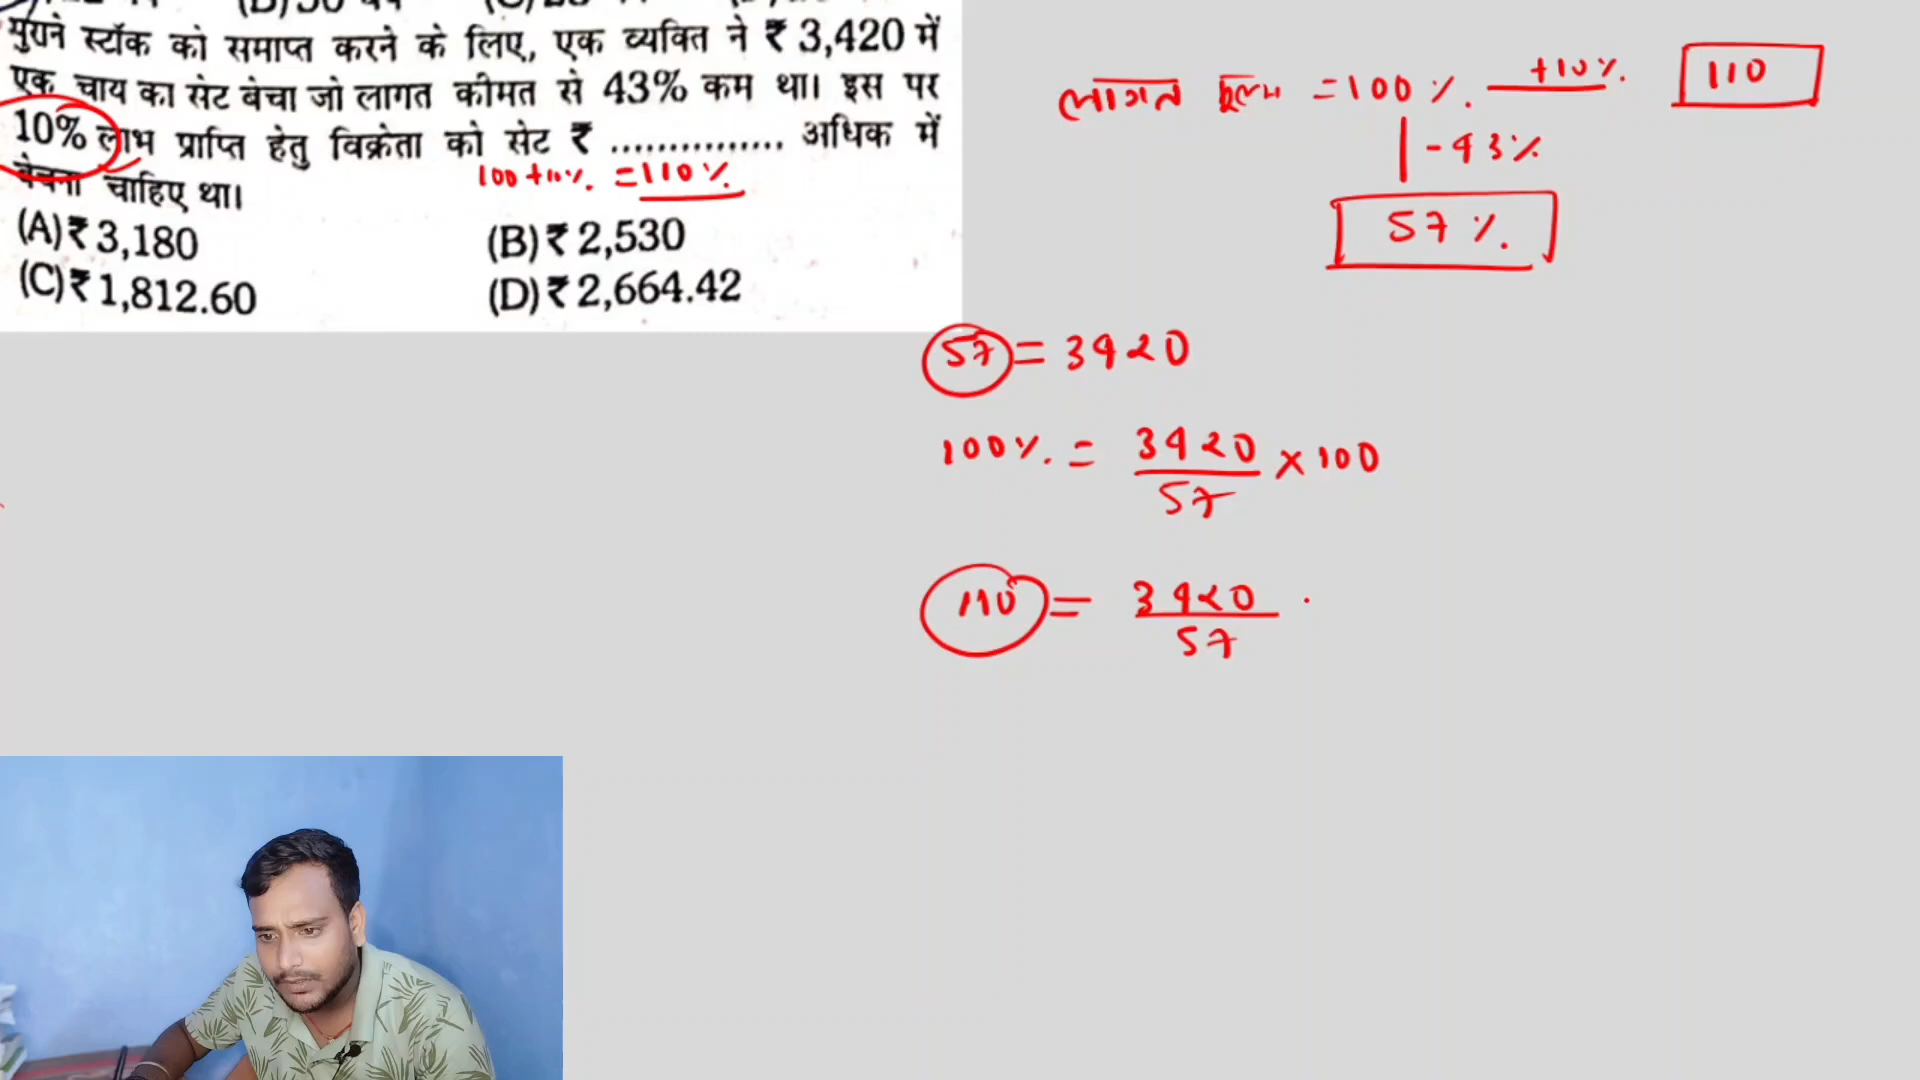 पुराने स्टॉक को समाप्त करने के लिए, एक व्यक्ति ने ₹ 3,420 में
एक चाय का सेट बेचा जो लागत कीमत से 43% कम था। इस पर
10% लाभ प्राप्ति हेतु विक्रेता को सेट ₹ ............... अधिक में
बेचना चाहिए था।
100 + 10% = 110%
(A) ₹ 3,180 (B) ₹ 2,530
(C) ₹ 1,812.60 (D) ₹ 2,664.42
लागत मूल्य = 100 % +10% 110
-43%
57 %
57 = 3420
100% = 3420/57 × 100
110 = 3420/57